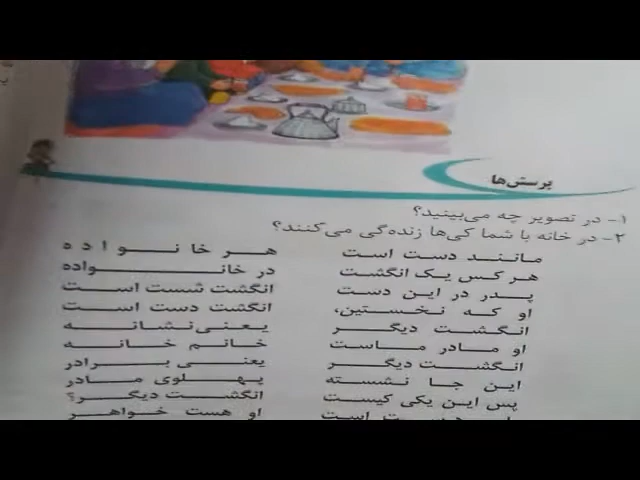 پرسش‌ها
۱- در تصویر چه می‌بینید؟
۲- در خانه با شما کی‌ها زنده‌گی می‌کنند؟
مانند دست است هر خانواده
هر کس یک انگشت در خانواده
پدر در این دست انگشت شست است
او که نخستین، انگشت دست است
انگشت دیگر یعنی نشانه
او مادر ماست خانم خانه
انگشت دیگر یعنی برادر
این جا نشسته پهلوی مادر
پس این یکی کیست انگشت دیگر؟
او هست خواهر